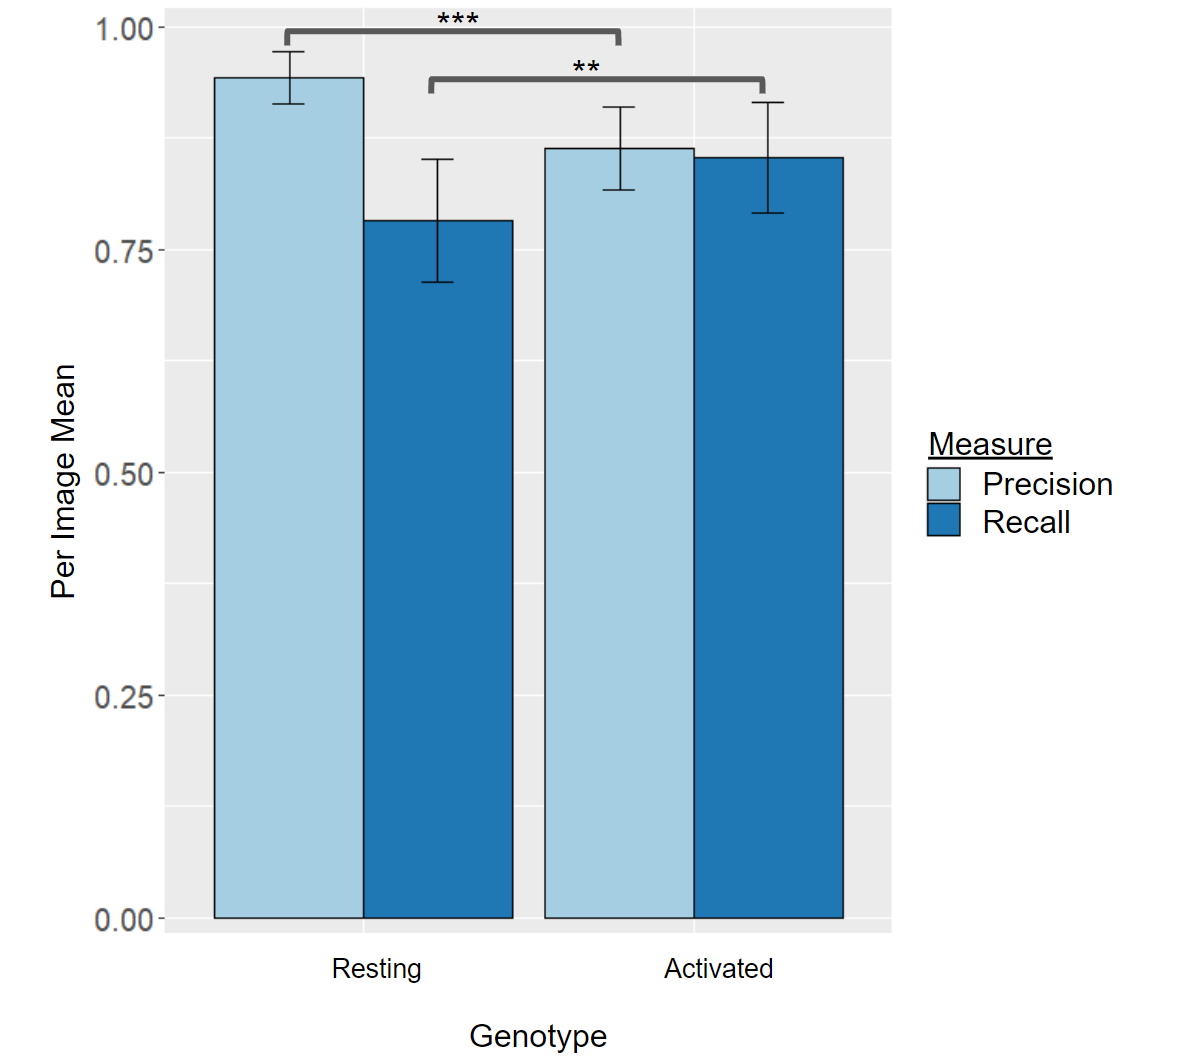 1.00
***
**
0.75
0.50
0.25
0.00
Per Image Mean
Resting
Activated
Genotype
Measure
Precision
Recall